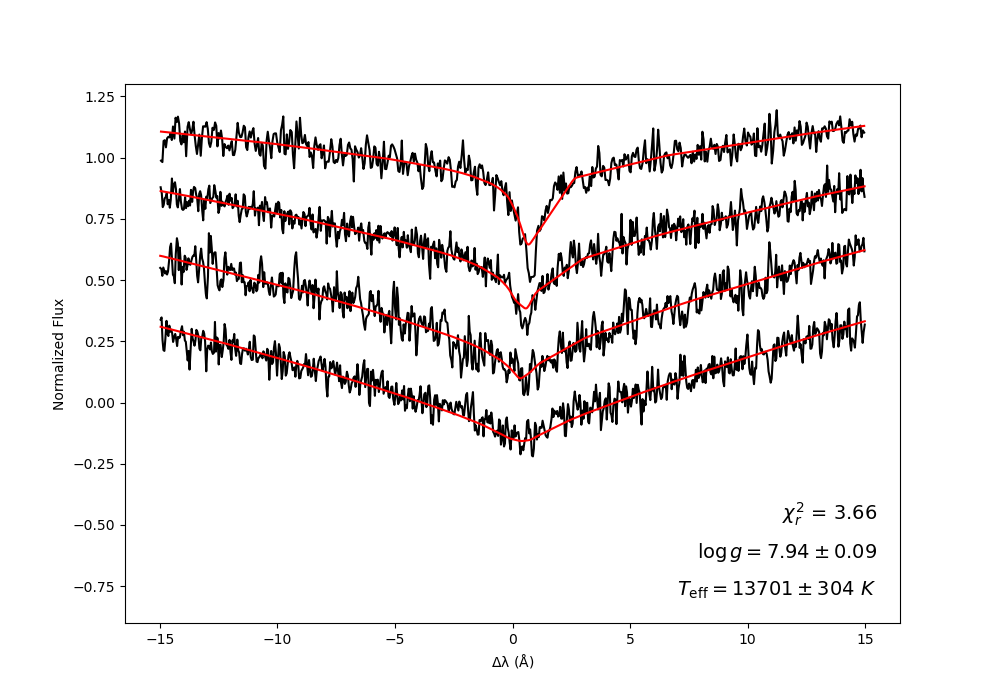 1.25
1.00
0.75
0.50
0.25
0.00
−0.25
−0.50
−0.75
Normalized Flux
χ²ᵣ = 3.66
log g = 7.94 ± 0.09
T_eff = 13701 ± 304 K
−15 −10 −5 0 5 10 15
Δλ (Å)